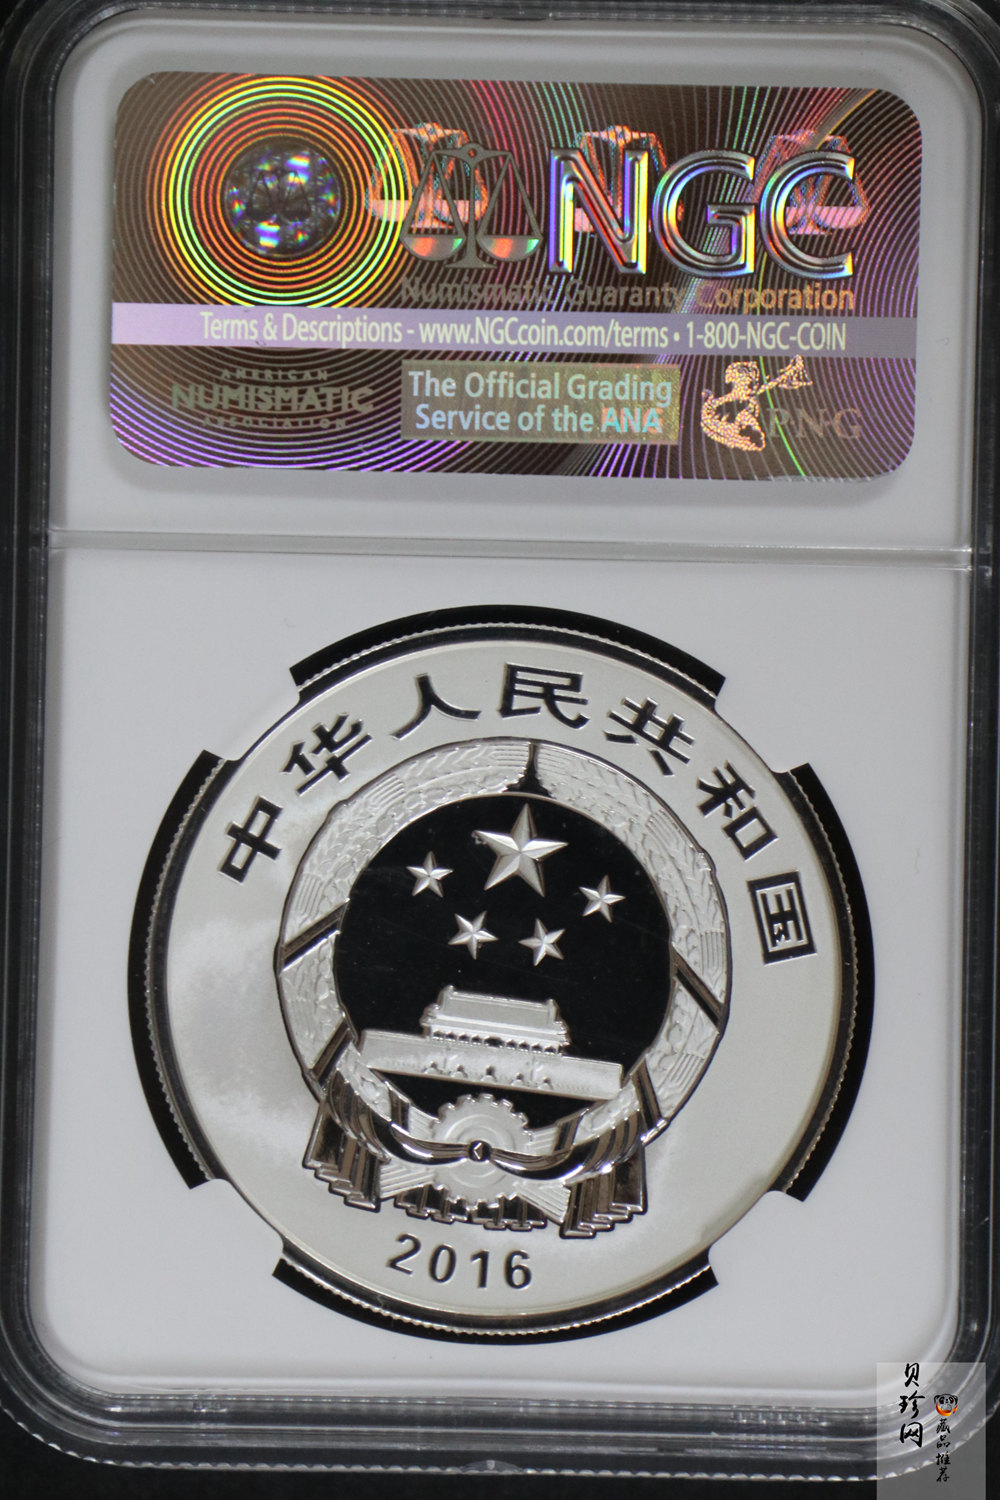 NGC
Numismatic Guaranty Corporation
Terms & Descriptions - www.NGCcoin.com/terms • 1-800-NGC-COIN
AMERICAN
NUMISMATIC
ASSOCIATION
The Official Grading
Service of the ANA
PNG
中华人民共和国
2016
贝珍网
藏品推荐